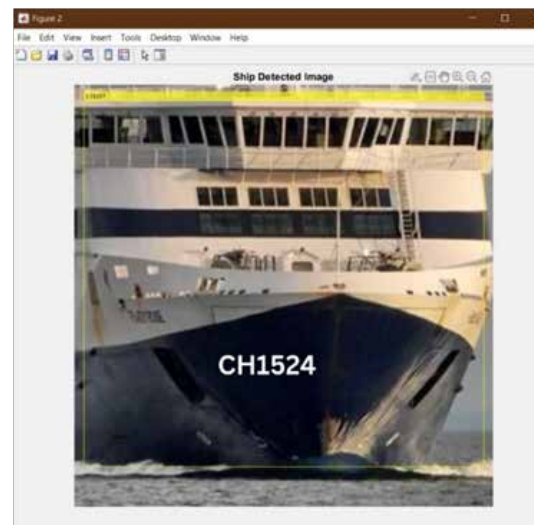 Figure 2
File Edit View Insert Tools Desktop Window Help
Ship Detected Image
CH1524